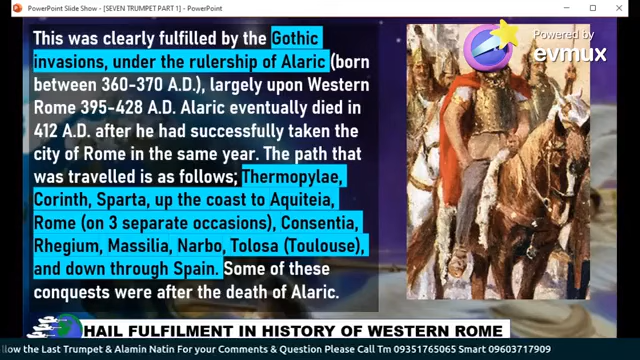 PowerPoint Slide Show - [SEVEN TRUMPET PART 1] - PowerPoint
This was clearly fulfilled by the Gothic
invasions, under the rulership of Alaric (born
between 360-370 A.D.), largely upon Western
Rome 395-428 A.D. Alaric eventually died in
412 A.D. after he had successfully taken the
city of Rome in the same year. The path that
was travelled is as follows; Thermopylae,
Corinth, Sparta, up the coast to Aquiteia,
Rome (on 3 separate occasions), Consentia,
Rhegium, Massilia, Narbo, Tolosa (Toulouse),
and down through Spain. Some of these
conquests were after the death of Alaric.
Powered by
evmux
HAIL FULFILMENT IN HISTORY OF WESTERN ROME
llow the Last Trumpet & Alamin Natin For your Comments & Question Please Call Tm 09351765065 Smart 09603717909